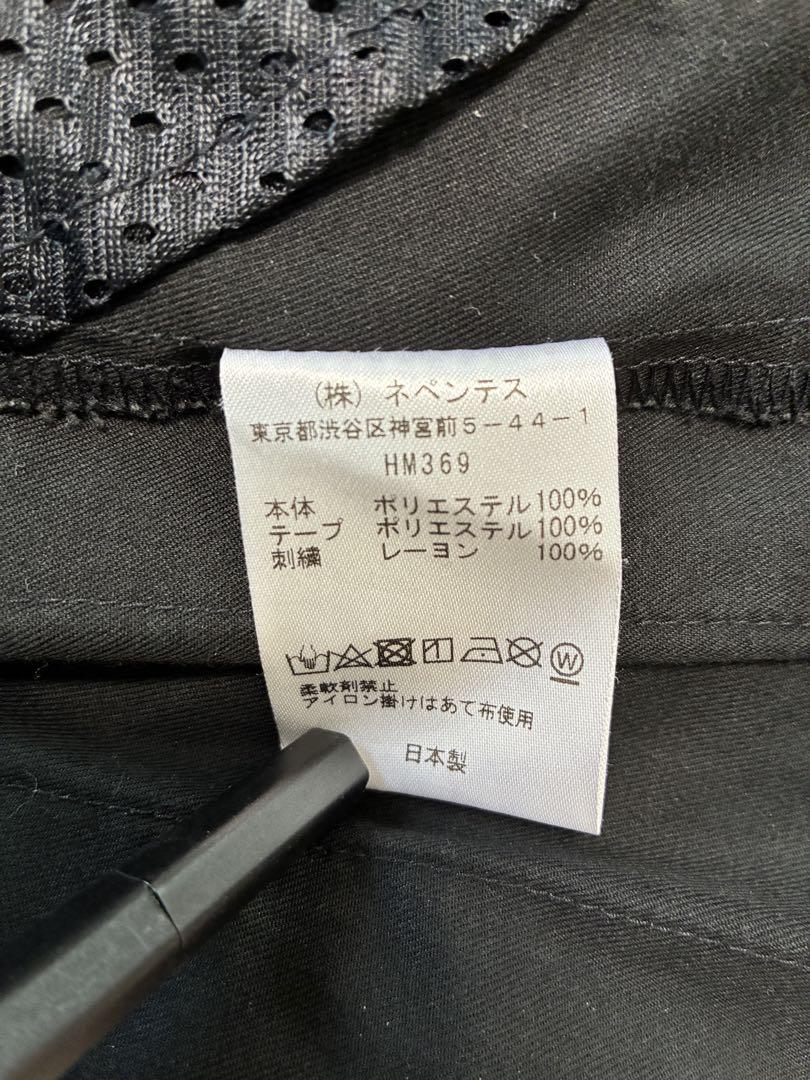 (株)ネペンテス
東京都渋谷区神宮前5-44-1
HM369
本体 ポリエステル100%
テープ ポリエステル100%
刺繍 レーヨン 100%
W
柔軟剤禁止
アイロン掛けはあて布使用
日本製